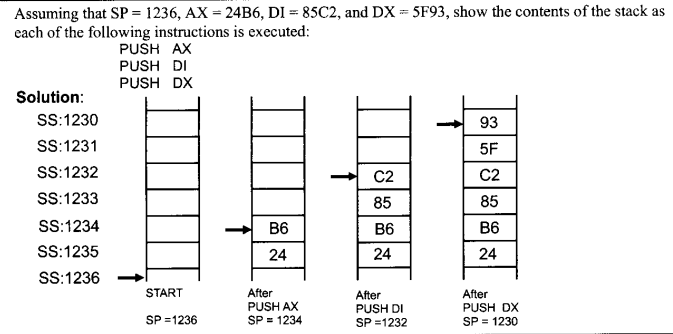 Assuming that SP = 1236, AX = 24B6, DI = 85C2, and DX = 5F93, show the contents of the stack as
each of the following instructions is executed:
PUSH AX
PUSH DI
PUSH DX
Solution:
SS:1230 93
SS:1231 5F
SS:1232 C2 C2
SS:1233 85 85
SS:1234 B6 B6 B6
SS:1235 24 24 24
SS:1236
START After After After
PUSH AX PUSH DI PUSH DX
SP =1236 SP = 1234 SP =1232 SP = 1230